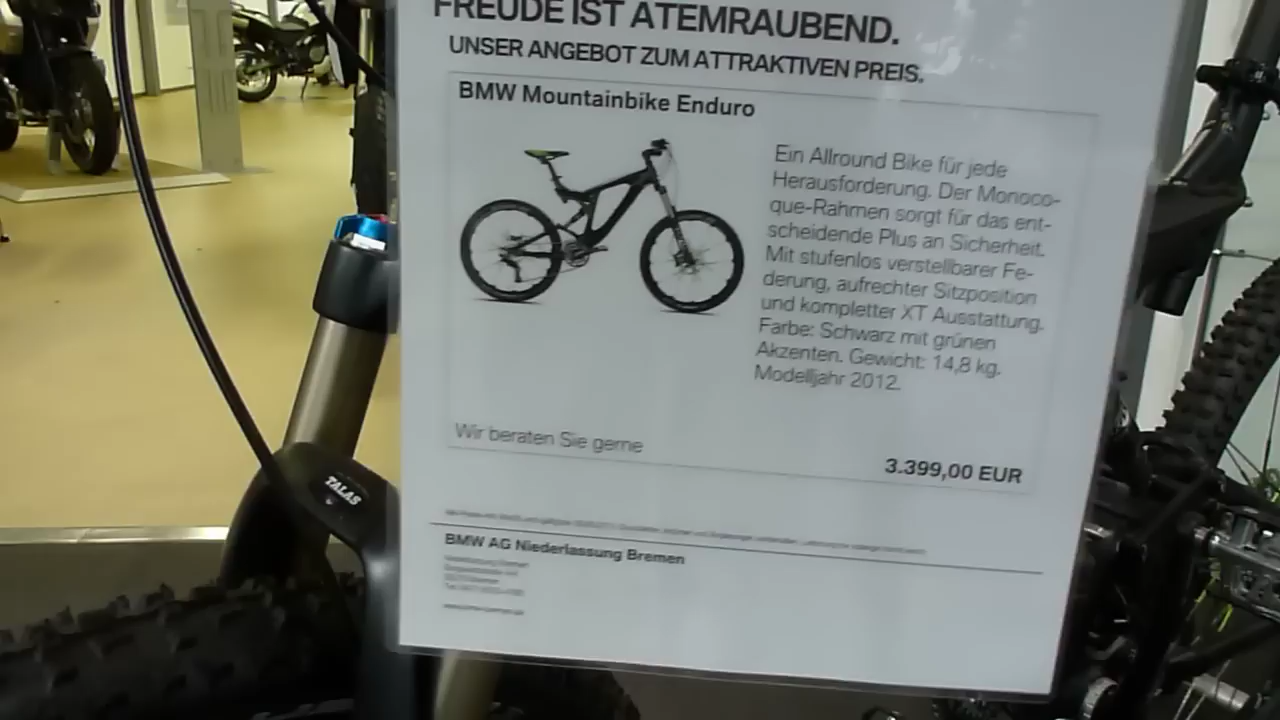 FREUDE IST ATEMRAUBEND.
UNSER ANGEBOT ZUM ATTRAKTIVEN PREIS.
BMW Mountainbike Enduro
Ein Allround Bike für jede
Herausforderung. Der Monoco-
que-Rahmen sorgt für das ent-
scheidende Plus an Sicherheit.
Mit stufenlos verstellbarer Fe-
derung, aufrechter Sitzposition
und kompletter XT Ausstattung.
Farbe: Schwarz mit grünen
Akzenten. Gewicht: 14,8 kg.
Modelljahr 2012.
Wir beraten Sie gerne
3.399,00 EUR
BMW AG Niederlassung Bremen
TALAS